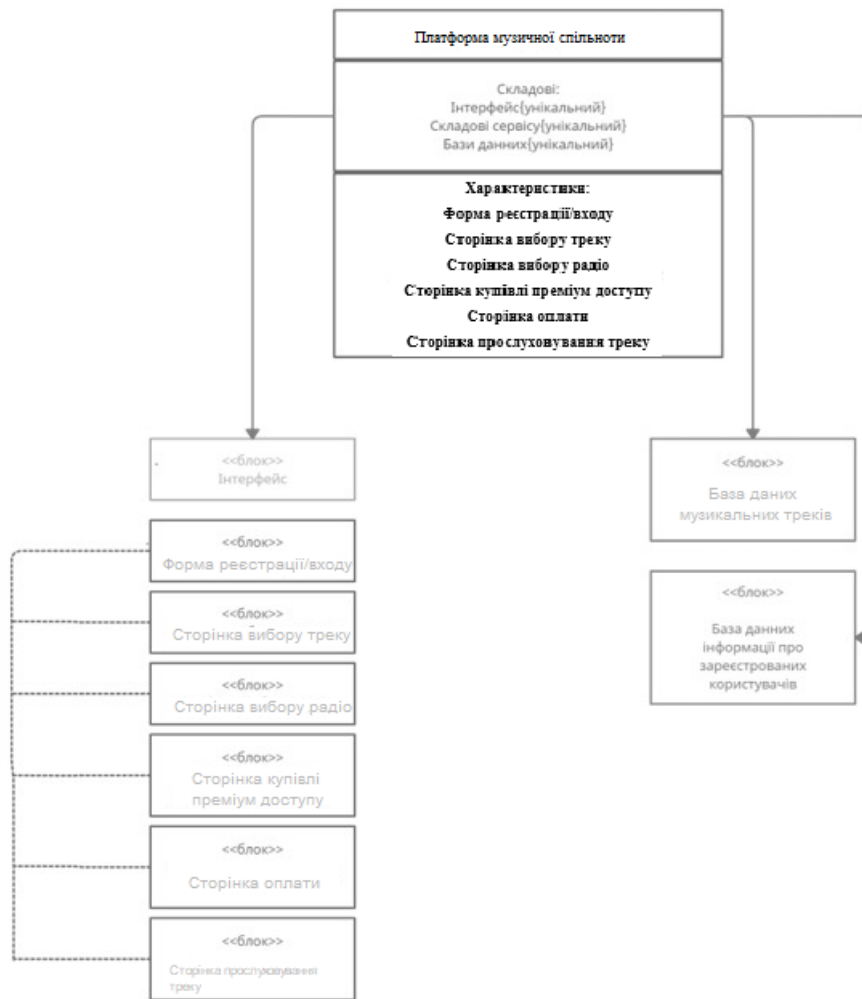 Платформа музичної спільноти
Складові:
Інтерфейс{унікальний}
Складові сервісу{унікальний}
Бази данних{унікальний}
Характеристики:
Форма реєстрації/входу
Сторінка вибору треку
Сторінка вибору радіо
Сторінка купівлі преміум доступу
Сторінка оплати
Сторінка прослуховування треку
<<блок>>
Інтерфейс
<<блок>>
Форма реєстрації/входу
<<блок>>
Сторінка вибору треку
<<блок>>
Сторінка вибору радіо
<<блок>>
Сторінка купівлі
преміум доступу
<<блок>>
Сторінка оплати
<<блок>>
Сторінка прослуховування
треку
<<блок>>
База даних
музикальних треків
<<блок>>
База данних
інформації про
зареєстрованих
користувачів